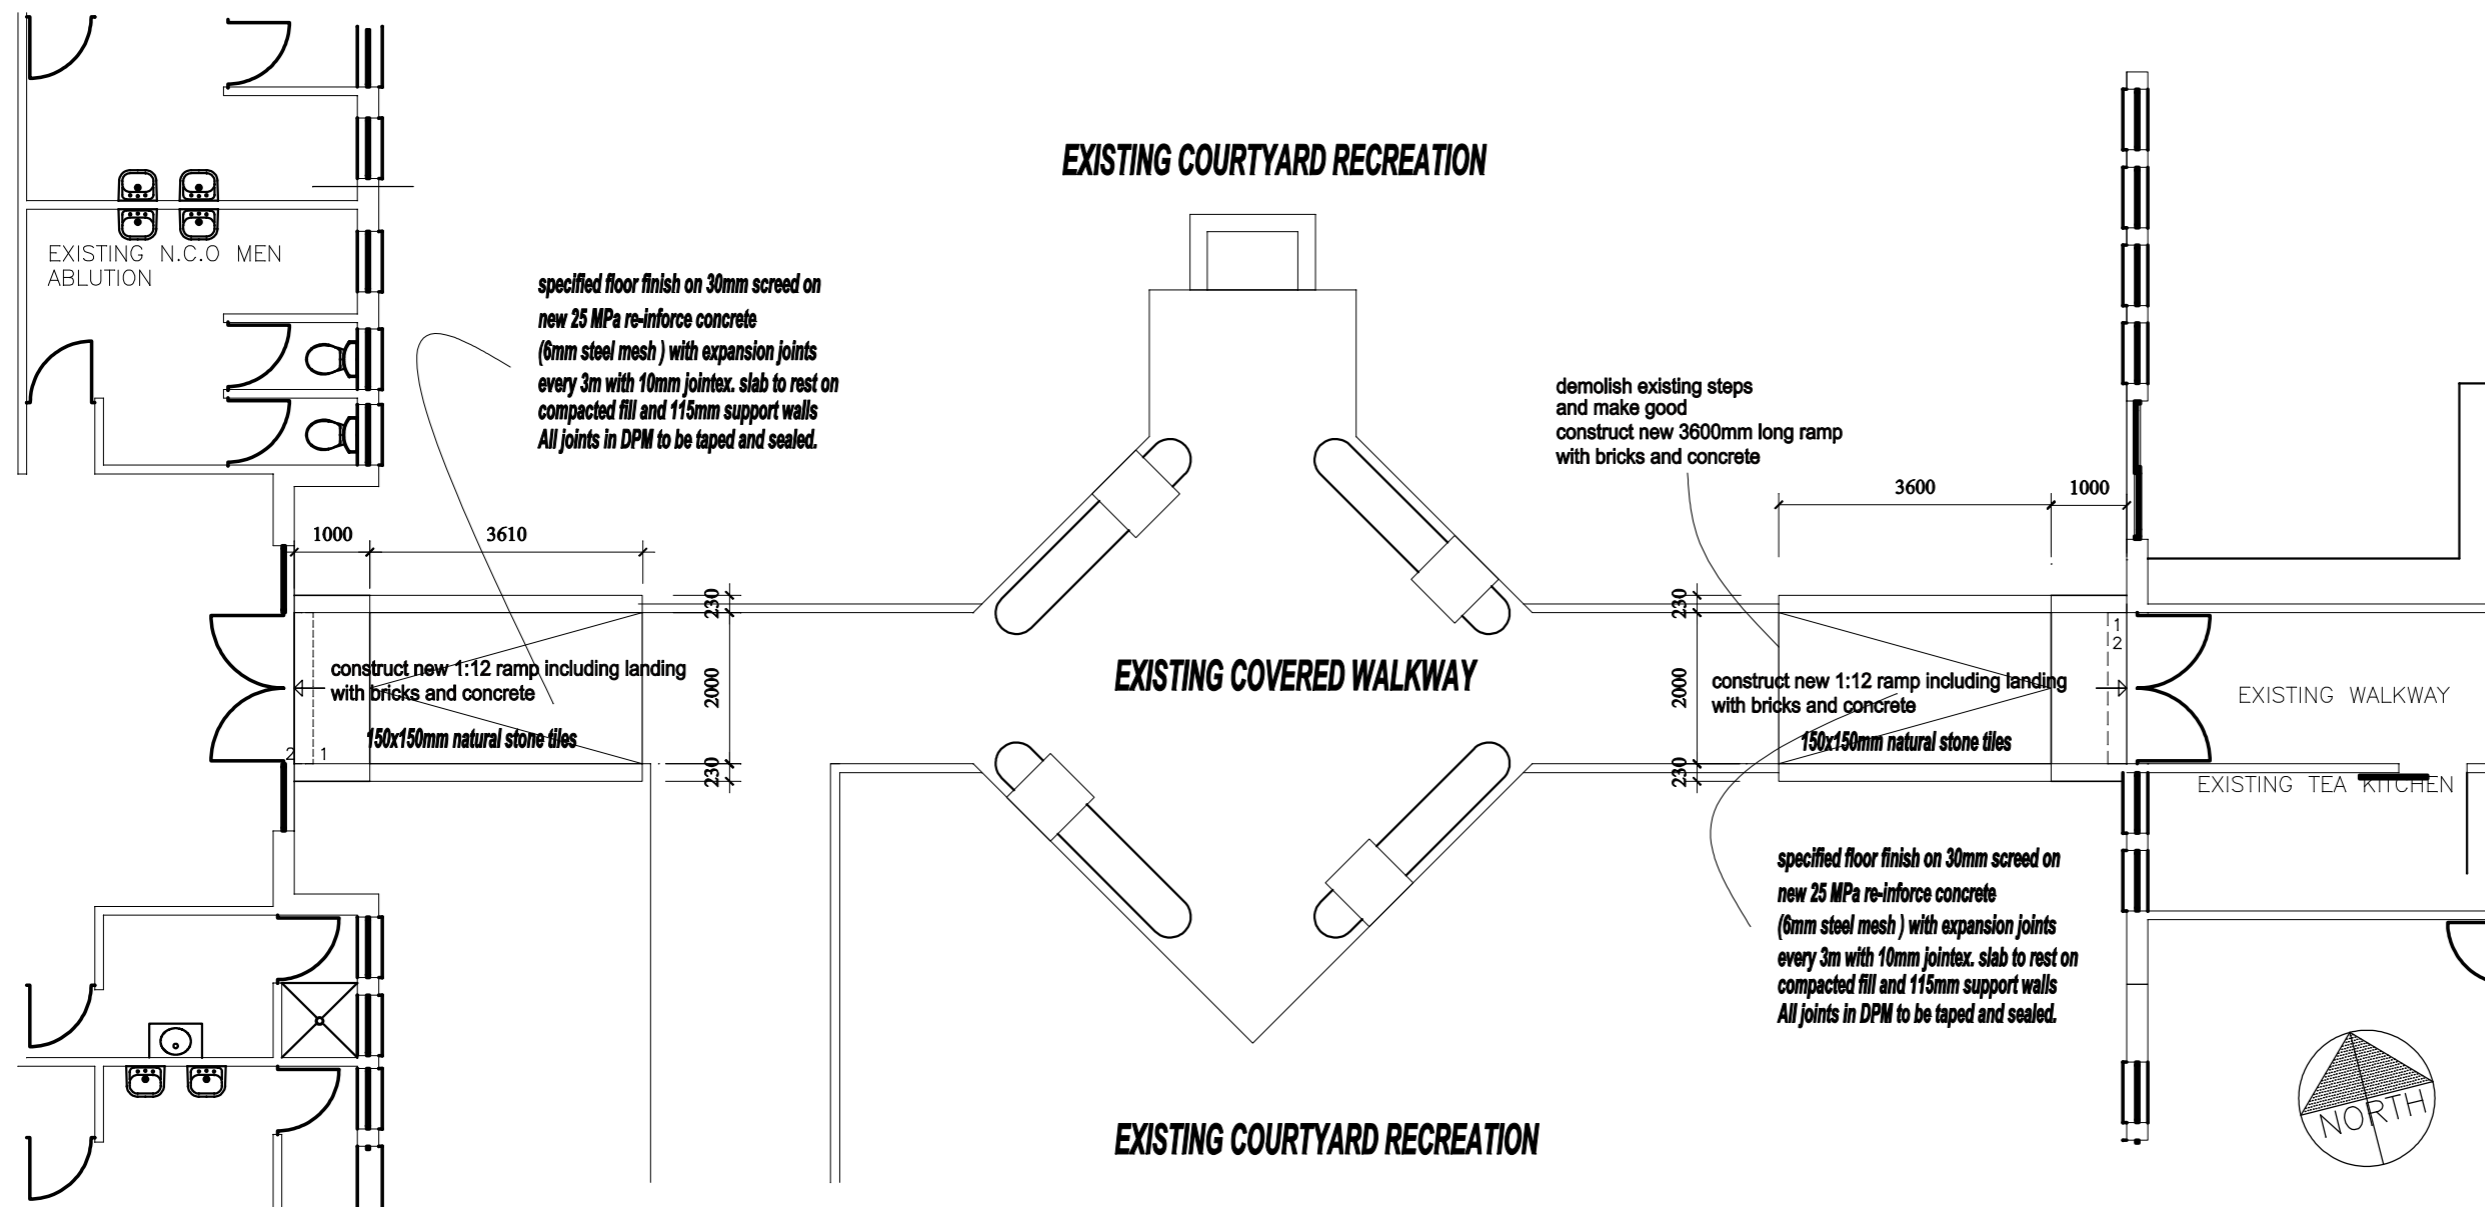 EXISTING COURTYARD RECREATION
EXISTING N.C.O MEN
ABLUTION
specified floor finish on 30mm screed on
new 25 MPa re-inforce concrete
(6mm steel mesh ) with expansion joints
every 3m with 10mm jointex. slab to rest on
compacted fill and 115mm support walls
All joints in DPM to be taped and sealed.
demolish existing steps
and make good
construct new 3600mm long ramp
with bricks and concrete
3600
1000
1000
3610
230
2000
230
construct new 1:12 ramp including landing
with bricks and concrete
150x150mm natural stone tiles
2
1
EXISTING COVERED WALKWAY
230
2000
230
construct new 1:12 ramp including landing
with bricks and concrete
150x150mm natural stone tiles
1
2
EXISTING WALKWAY
EXISTING TEA KITCHEN
specified floor finish on 30mm screed on
new 25 MPa re-inforce concrete
(6mm steel mesh ) with expansion joints
every 3m with 10mm jointex. slab to rest on
compacted fill and 115mm support walls
All joints in DPM to be taped and sealed.
NORTH
EXISTING COURTYARD RECREATION